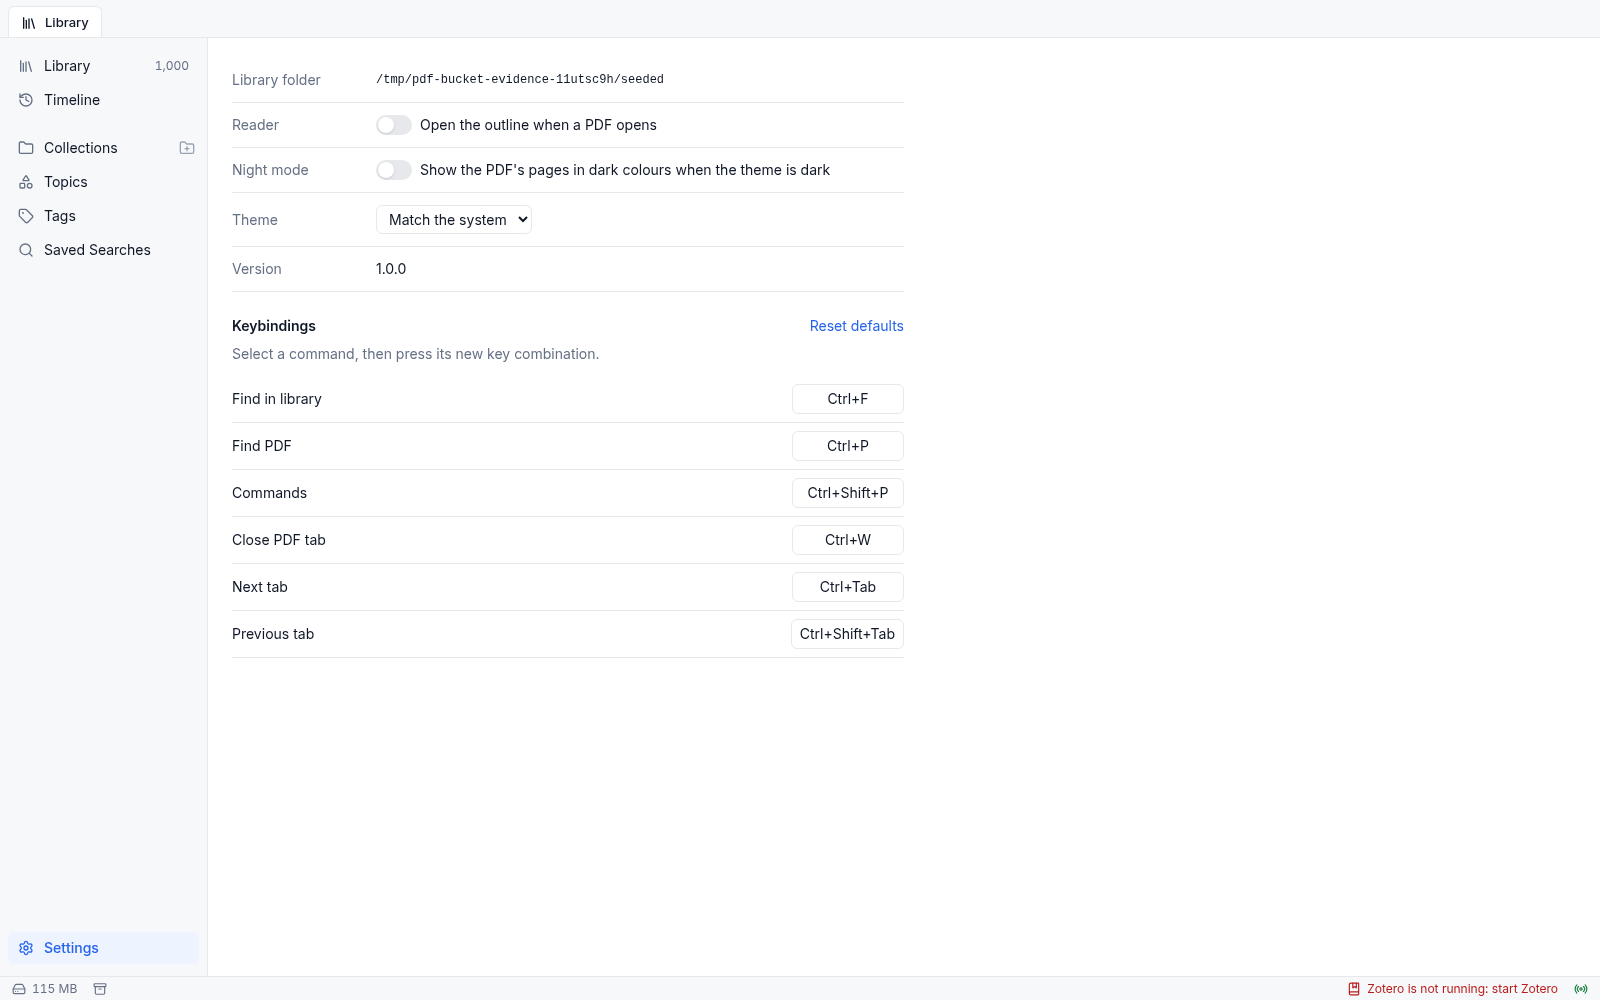 Library
Library 1,000
Timeline
Collections
Topics
Tags
Saved Searches
Settings
Library folder /tmp/pdf-bucket-evidence-11utsc9h/seeded
Reader Open the outline when a PDF opens
Night mode Show the PDF's pages in dark colours when the theme is dark
Theme Match the system
Version 1.0.0
Keybindings Reset defaults
Select a command, then press its new key combination.
Find in library Ctrl+F
Find PDF Ctrl+P
Commands Ctrl+Shift+P
Close PDF tab Ctrl+W
Next tab Ctrl+Tab
Previous tab Ctrl+Shift+Tab
115 MB Zotero is not running: start Zotero